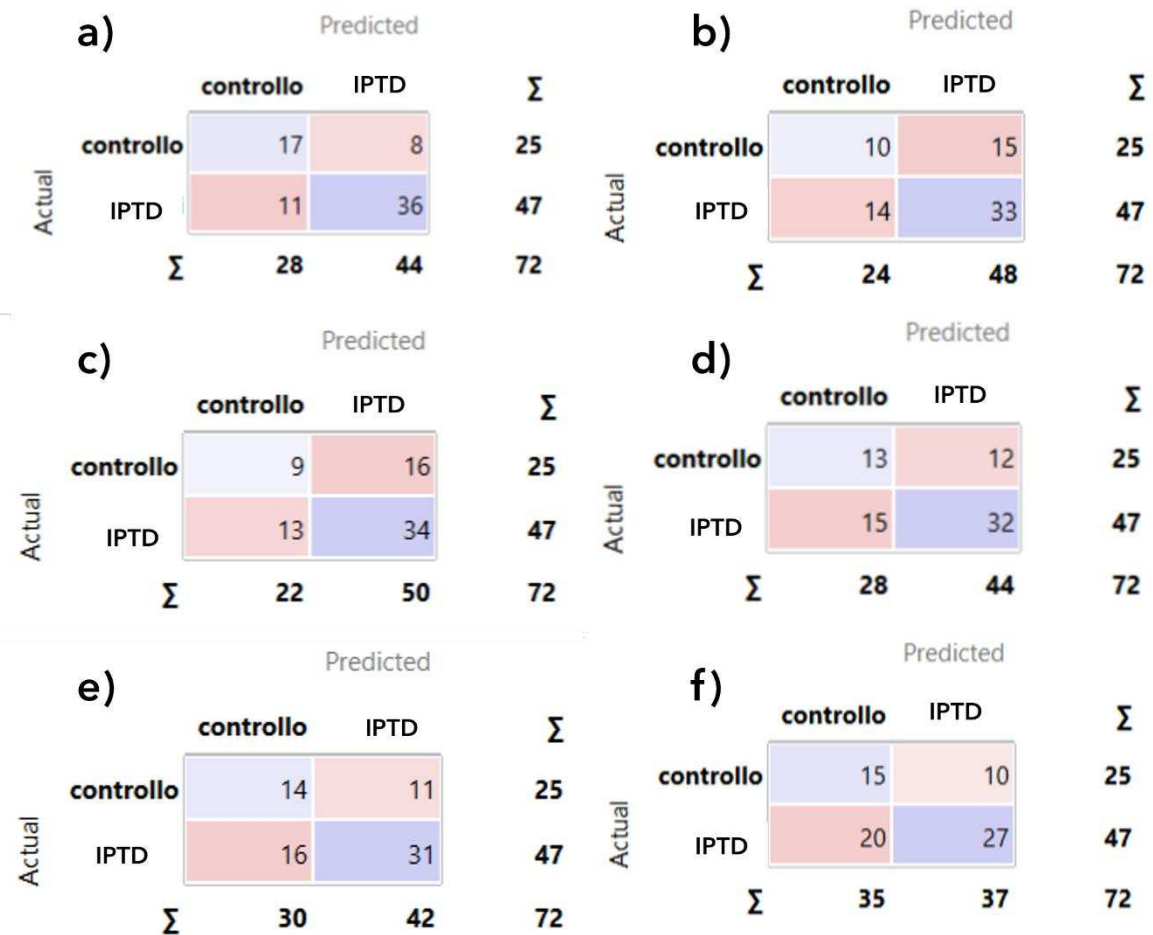 a)
Predicted
controllo IPTD Σ
controllo 17 8 25
Actual
IPTD 11 36 47
Σ 28 44 72
b)
Predicted
controllo IPTD Σ
controllo 10 15 25
Actual
IPTD 14 33 47
Σ 24 48 72
c)
Predicted
controllo IPTD Σ
controllo 9 16 25
Actual
IPTD 13 34 47
Σ 22 50 72
d)
Predicted
controllo IPTD Σ
controllo 13 12 25
Actual
IPTD 15 32 47
Σ 28 44 72
e)
Predicted
controllo IPTD Σ
controllo 14 11 25
Actual
IPTD 16 31 47
Σ 30 42 72
f)
Predicted
controllo IPTD Σ
controllo 15 10 25
Actual
IPTD 20 27 47
Σ 35 37 72